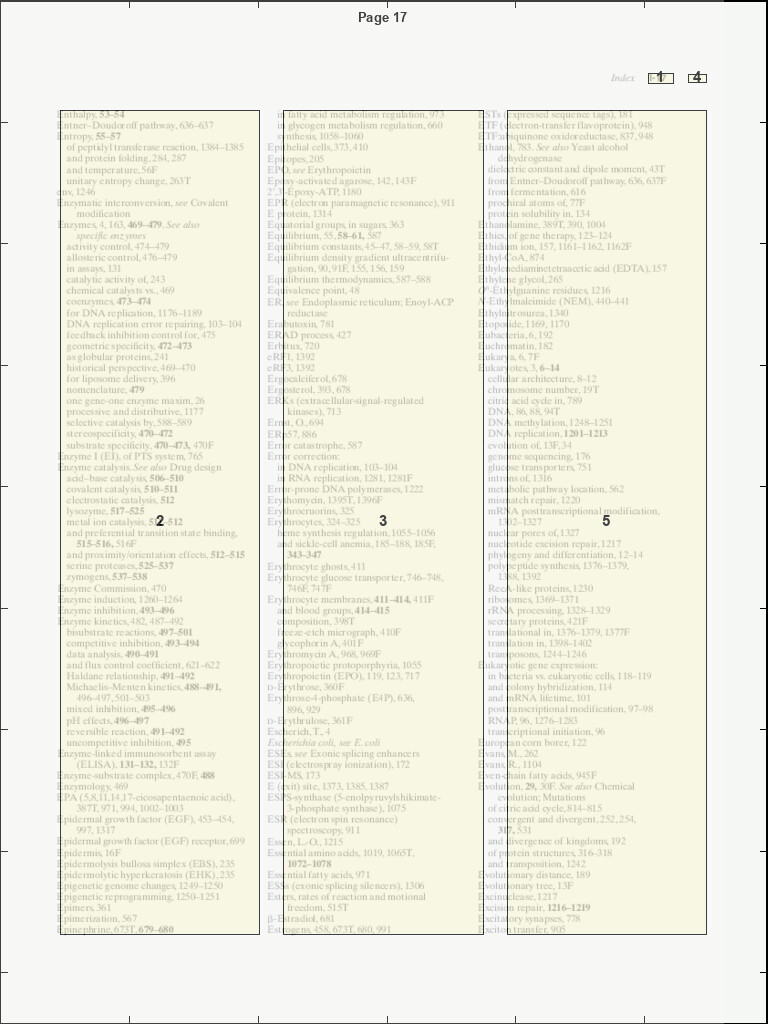 Page 17
Index
1
4
Enthalpy, 53–54
Entner–Doudoroff pathway, 636–637
Entropy, 55–57
of peptidyl transferase reaction, 1384–1385
and protein folding, 284, 287
and temperature, 56F
unitary entropy change, 263T
env, 1246
Enzymatic interconversion, see Covalent
modification
Enzymes, 4, 163, 469–479. See also
specific enzymes
activity control, 474–479
allosteric control, 476–479
in assays, 131
catalytic activity of, 243
chemical catalysts vs., 469
coenzymes, 473–474
for DNA replication, 1176–1189
DNA replication error repairing, 103–104
feedback inhibition control for, 475
geometric specificity, 472–473
as globular proteins, 241
historical perspective, 469–470
for liposome delivery, 396
nomenclature, 479
one gene-one enzyme maxim, 26
processive and distributive, 1177
selective catalysis by, 588–589
stereospecificity, 470–472
substrate specificity, 470–473, 470F
Enzyme I (EI), of PTS system, 765
Enzyme catalysis. See also Drug design
acid–base catalysis, 506–510
covalent catalysis, 510–511
electrostatic catalysis, 512
lysozyme, 517–525
metal ion catalysis, 511–512
2
and preferential transition state binding,
515–516, 516F
and proximity/orientation effects, 512–515
serine proteases, 525–537
zymogens, 537–538
Enzyme Commission, 470
Enzyme induction, 1260–1264
Enzyme inhibition, 493–496
Enzyme kinetics, 482, 487–492
bisubstrate reactions, 497–501
competitive inhibition, 493–494
data analysis, 490–491
and flux control coefficient, 621–622
Haldane relationship, 491–492
Michaelis-Menten kinetics, 488–491,
496–497, 501–503
mixed inhibition, 495–496
pH effects, 496–497
reversible reaction, 491–492
uncompetitive inhibition, 495
Enzyme-linked immunosorbent assay
(ELISA), 131–132, 132F
Enzyme-substrate complex, 470F, 488
Enzymology, 469
EPA (5,8,11,14,17-eicosapentaenoic acid),
387T, 971, 994, 1002–1003
Epidermal growth factor (EGF), 453–454,
997, 1317
Epidermal growth factor (EGF) receptor, 699
Epidermis, 16F
Epidermolysis bullosa simplex (EBS), 235
Epidermolytic hyperkeratosis (EHK), 235
Epigenetic genome changes, 1249–1250
Epigenetic reprogramming, 1250–1251
Epimers, 361
Epimerization, 567
Epinephrine, 673T, 679–680
in fatty acid metabolism regulation, 973
in glycogen metabolism regulation, 660
synthesis, 1058–1060
Epithelial cells, 373, 410
Epitopes, 205
EPO, see Erythropoietin
Epoxy-activated agarose, 142, 143F
2′,3′-Epoxy-ATP, 1180
EPR (electron paramagnetic resonance), 911
E protein, 1314
Equatorial groups, in sugars, 363
Equilibrium, 55, 58–61, 587
Equilibrium constants, 45–47, 58–59, 58T
Equilibrium density gradient ultracentrifu-
gation, 90, 91F, 155, 156, 159
Equilibrium thermodynamics, 587–588
Equivalence point, 48
ER, see Endoplasmic reticulum; Enoyl-ACP
reductase
Erabutoxin, 781
ERAD process, 427
Erbitux, 720
eRF1, 1392
eRF3, 1392
Ergocalciferol, 678
Ergosterol, 393, 678
ERKs (extracellular-signal-regulated
kinases), 713
Ernst, O., 694
ERp57, 886
Error catastrophe, 587
Error correction:
in DNA replication, 103–104
in RNA replication, 1281, 1281F
Error-prone DNA polymerases, 1222
Erythomycin, 1395T, 1396F
Erythrocruorins, 325
Erythrocytes, 324–325
3
heme synthesis regulation, 1055–1056
and sickle-cell anemia, 185–188, 185F,
343–347
Erythrocyte ghosts, 411
Erythrocyte glucose transporter, 746–748,
746F, 747F
Erythrocyte membranes, 411–414, 411F
and blood groups, 414–415
composition, 398T
freeze-etch micrograph, 410F
glycophorin A, 401F
Erythromycin A, 968, 969F
Erythropoietic protoporphyria, 1055
Erythropoietin (EPO), 119, 123, 717
D-Erythrose, 360F
Erythrose-4-phosphate (E4P), 636,
896, 929
D-Erythrulose, 361F
Escherich, T., 4
Escherichia coli, see E. coli
ESEs, see Exonic splicing enhancers
ESI (electrospray ionization), 172
ESI-MS, 173
E (exit) site, 1373, 1385, 1387
ESPS-synthase (5-enolpyruvylshikimate-
3-phosphate synthase), 1075
ESR (electron spin resonance)
spectroscopy, 911
Essen, L.-O., 1215
Essential amino acids, 1019, 1065T,
1072–1078
Essential fatty acids, 971
ESSs (exonic splicing silencers), 1306
Esters, rates of reaction and motional
freedom, 515T
β-Estradiol, 681
Estrogens, 458, 673T, 680, 991
ESTs (expressed sequence tags), 181
ETF (electron-transfer flavoprotein), 948
ETF:ubiquinone oxidoreductase, 837, 948
Ethanol, 783. See also Yeast alcohol
dehydrogenase
dielectric constant and dipole moment, 43T
from Entner–Doudoroff pathway, 636, 637F
from fermentation, 616
prochiral atoms of, 77F
protein solubility in, 134
Ethanolamine, 389T, 390, 1004
Ethics, of gene therapy, 123–124
Ethidium ion, 157, 1161–1162, 1162F
Ethyl-CoA, 874
Ethylenediaminetetraacetic acid (EDTA), 157
Ethylene glycol, 265
O⁶-Ethylguanine residues, 1216
N-Ethylmaleimide (NEM), 440–441
Ethylnitrosurea, 1340
Etoposide, 1169, 1170
Eubacteria, 6, 192
Euchromatin, 182
Eukarya, 6, 7F
Eukaryotes, 3, 6–14
cellular architecture, 8–12
chromosome number, 19T
citric acid cycle in, 789
DNA, 86, 88, 94T
DNA methylation, 1248–1251
DNA replication, 1201–1213
evolution of, 13F, 34
genome sequencing, 176
glucose transporters, 751
introns of, 1316
metabolic pathway location, 562
mismatch repair, 1220
mRNA posttranscriptional modification,
1302–1327
5
nuclear pores of, 1327
nucleotide excision repair, 1217
phylogeny and differentiation, 12–14
polypeptide synthesis, 1376–1379,
1388, 1392
RecA-like proteins, 1230
ribosomes, 1369–1371
rRNA processing, 1328–1329
secretary proteins, 421F
translational in, 1376–1379, 1377F
translation in, 1398–1402
transposons, 1244–1246
Eukaryotic gene expression:
in bacteria vs. eukaryotic cells, 118–119
and colony hybridization, 114
and mRNA lifetime, 101
posttranscriptional modification, 97–98
RNAP, 96, 1276–1283
transcriptional initiation, 96
European corn borer, 122
Evans, M., 262
Evans, R., 1104
Even-chain fatty acids, 945F
Evolution, 29, 30F. See also Chemical
evolution; Mutations
of citric acid cycle, 814–815
convergent and divergent, 252, 254,
317, 531
and divergence of kingdoms, 192
of protein structures, 316–318
and transposition, 1242
Evolutionary distance, 189
Evolutionary tree, 13F
Excinuclease, 1217
Excision repair, 1216–1219
Excitatory synapses, 778
Exciton transfer, 905